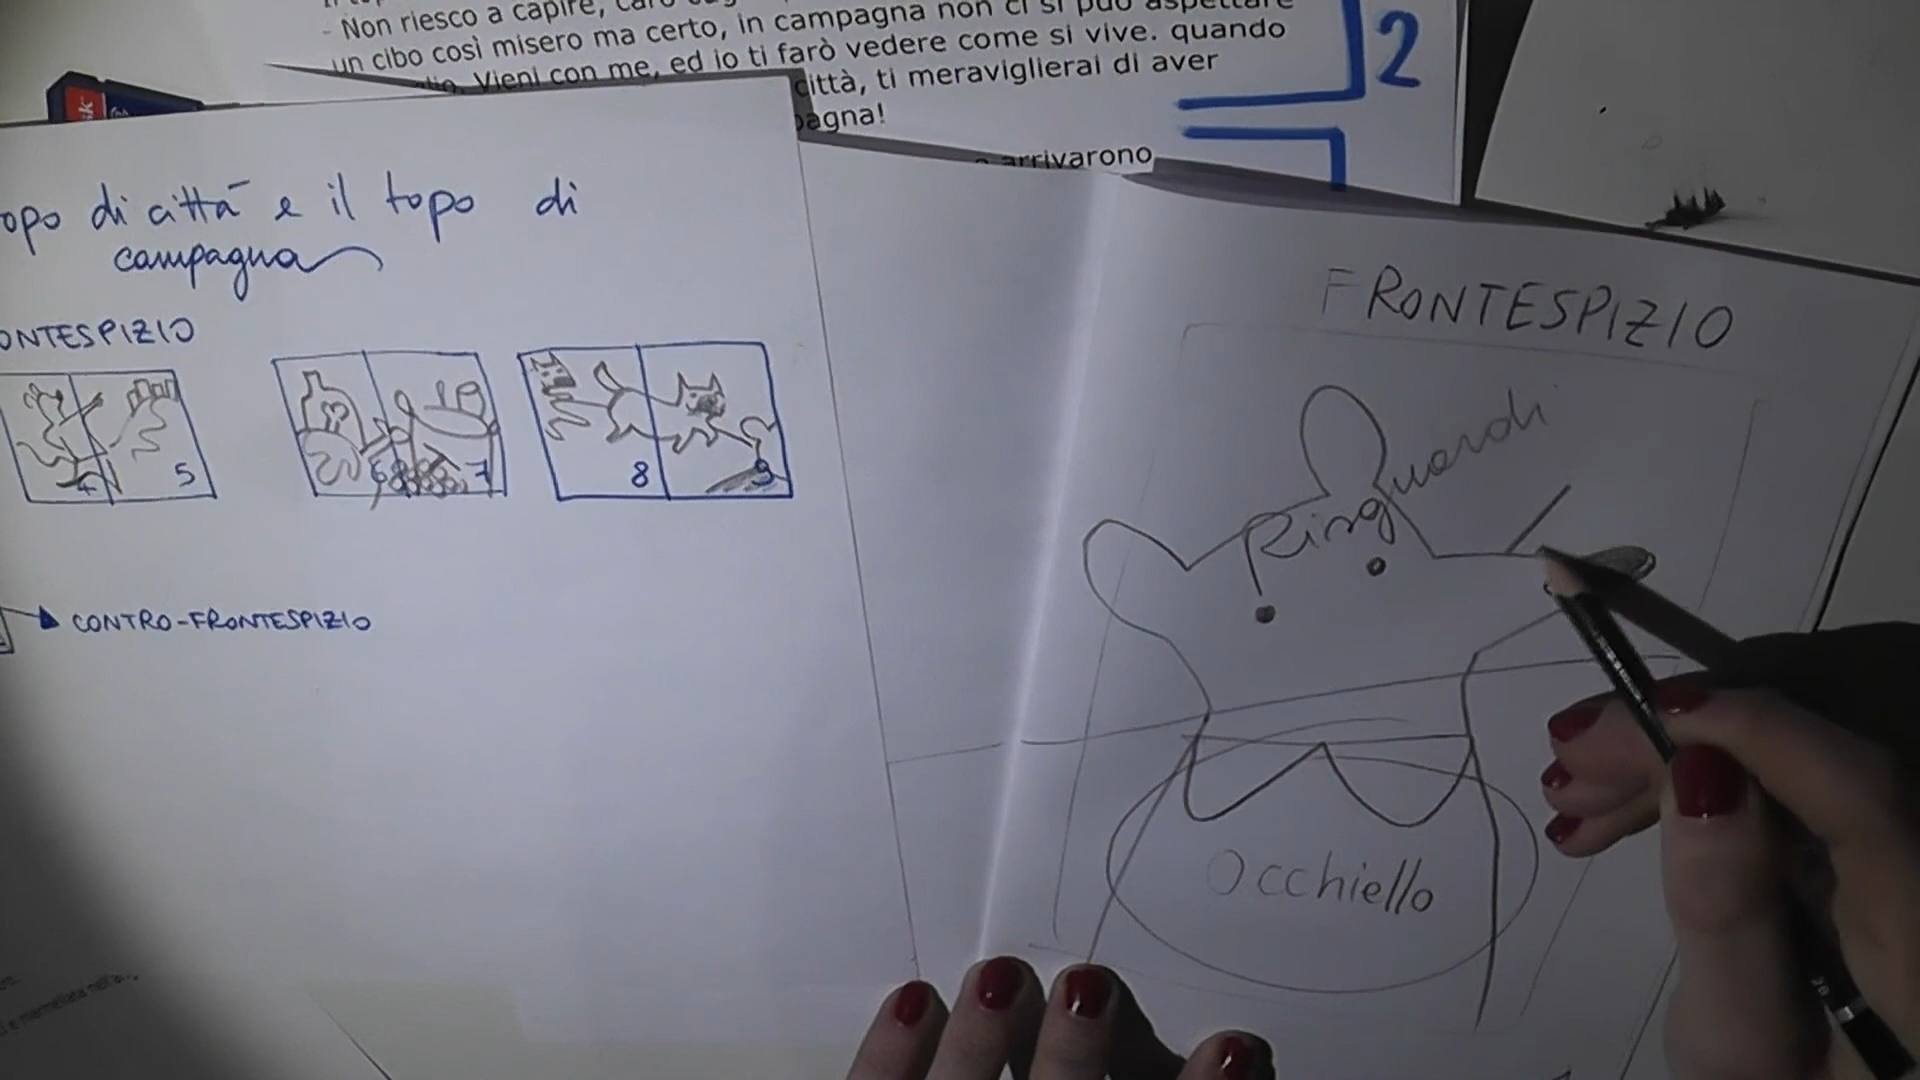 - Non riesco a capire, caro
un cibo così misero ma certo, in campagna non ci si può aspettare
Vieni con me, ed io ti farò vedere come si vive. quando
città, ti meraviglierai di aver
pagna!
arrivarono
2
opo di città e il topo di
campagna
ONTESPIZIO
4
5
6
7
8
9
CONTRO-FRONTESPIZIO
FRONTESPIZIO
Risguardi
Occhiello